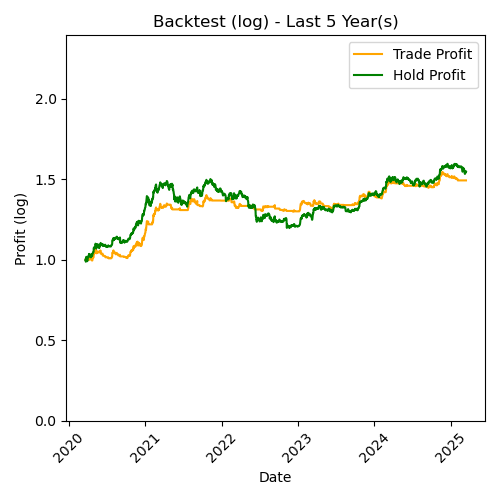 Backtest (log) - Last 5 Year(s)
Trade Profit
Hold Profit
Profit (log)
2.0
1.5
1.0
0.5
0.0
2020
2021
2022
2023
2024
2025
Date